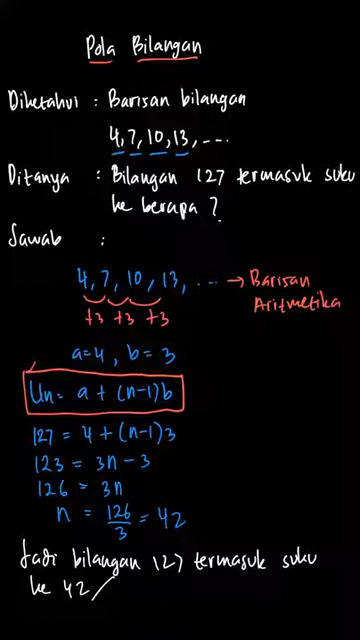 Pola Bilangan
Diketahui : Barisan bilangan
4, 7, 10, 13, ....
Ditanya : Bilangan 127 termasuk suku
ke berapa ?
Jawab :
4, 7, 10, 13, .... → Barisan
Aritmetika
+3 +3 +3
a=4, b=3
Un = a + (n-1)b
127 = 4 + (n-1)3
123 = 3n - 3
126 = 3n
n = 126/3 = 42
Jadi bilangan 127 termasuk suku
ke 42